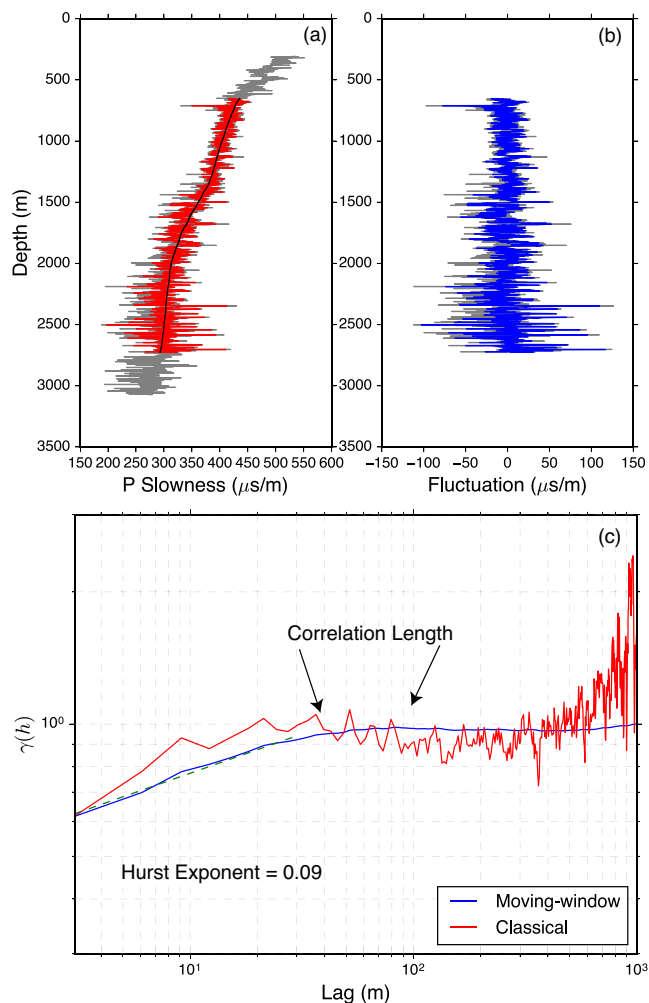 (a)
(b)
0
500
1000
1500
2000
2500
3000
3500
Depth (m)
150 200 250 300 350 400 450 500 550 600
P Slowness (μs/m)
0
500
1000
1500
2000
2500
3000
3500
−150 −100 −50 0 50 100 150
Fluctuation (μs/m)
(c)
Correlation Length
10⁰
γ(h)
Hurst Exponent = 0.09
Moving-window
Classical
10¹ 10² 10³
Lag (m)